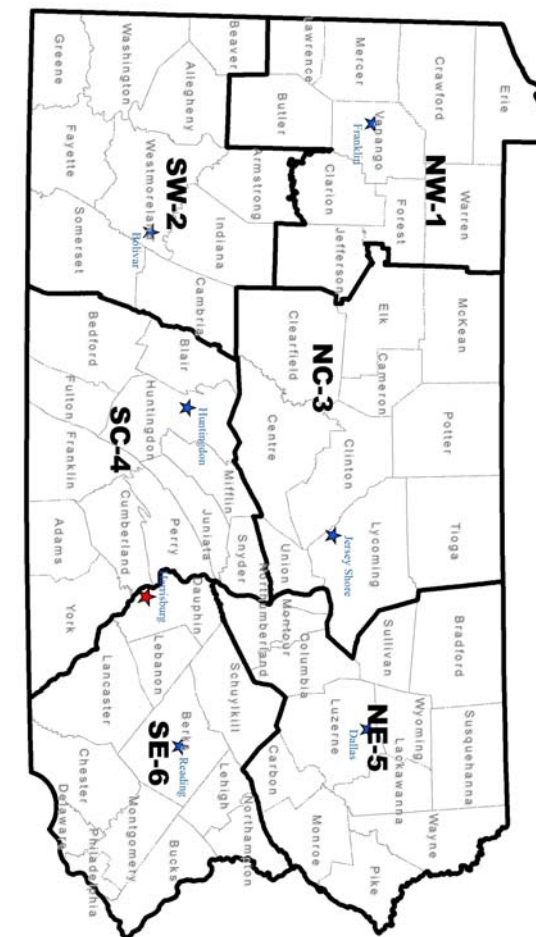 Erie
Crawford
Warren
Mercer
Venango
Franklin
Forest
Lawrence
Butler
Clarion
Jefferson
NW-1
McKean
Potter
Tioga
Elk
Cameron
Clinton
Lycoming
Jersey Shore
Clearfield
Centre
Union
NC-3
Bradford
Susquehanna
Sullivan
Wyoming
Lackawanna
Wayne
Pike
Luzerne
Dallas
Columbia
Montour
Northumberland
Carbon
Monroe
NE-5
Beaver
Allegheny
Armstrong
Indiana
Washington
Westmoreland
Bolivar
Cambria
Greene
Fayette
Somerset
SW-2
Blair
Huntingdon
Huntingdon
Mifflin
Snyder
Juniata
Perry
Bedford
Fulton
Franklin
Cumberland
Adams
York
SC-4
Harrisburg
Dauphin
Lebanon
Schuylkill
Berks
Reading
Lehigh
Northampton
Lancaster
Chester
Montgomery
Bucks
Delaware
Philadelphia
SE-6